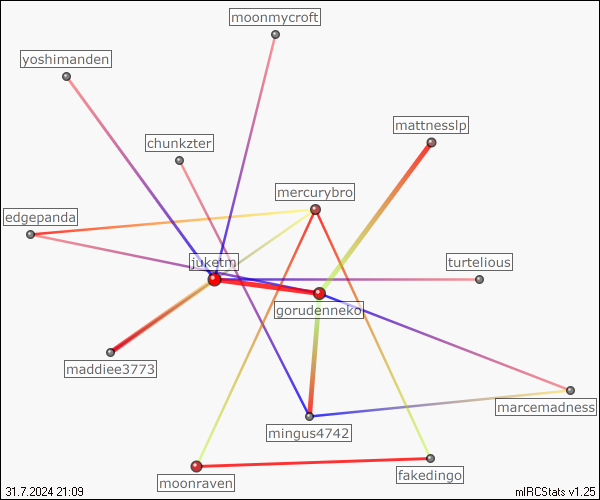 moonmycroft
yoshimanden
mattnesslp
chunkzter
mercurybro
edgepanda
juketm
turtelious
gorudenneko
maddiee3773
marcemadness
mingus4742
fakedingo
moonraven
31.7.2024 21:09
mIRCStats v1.25